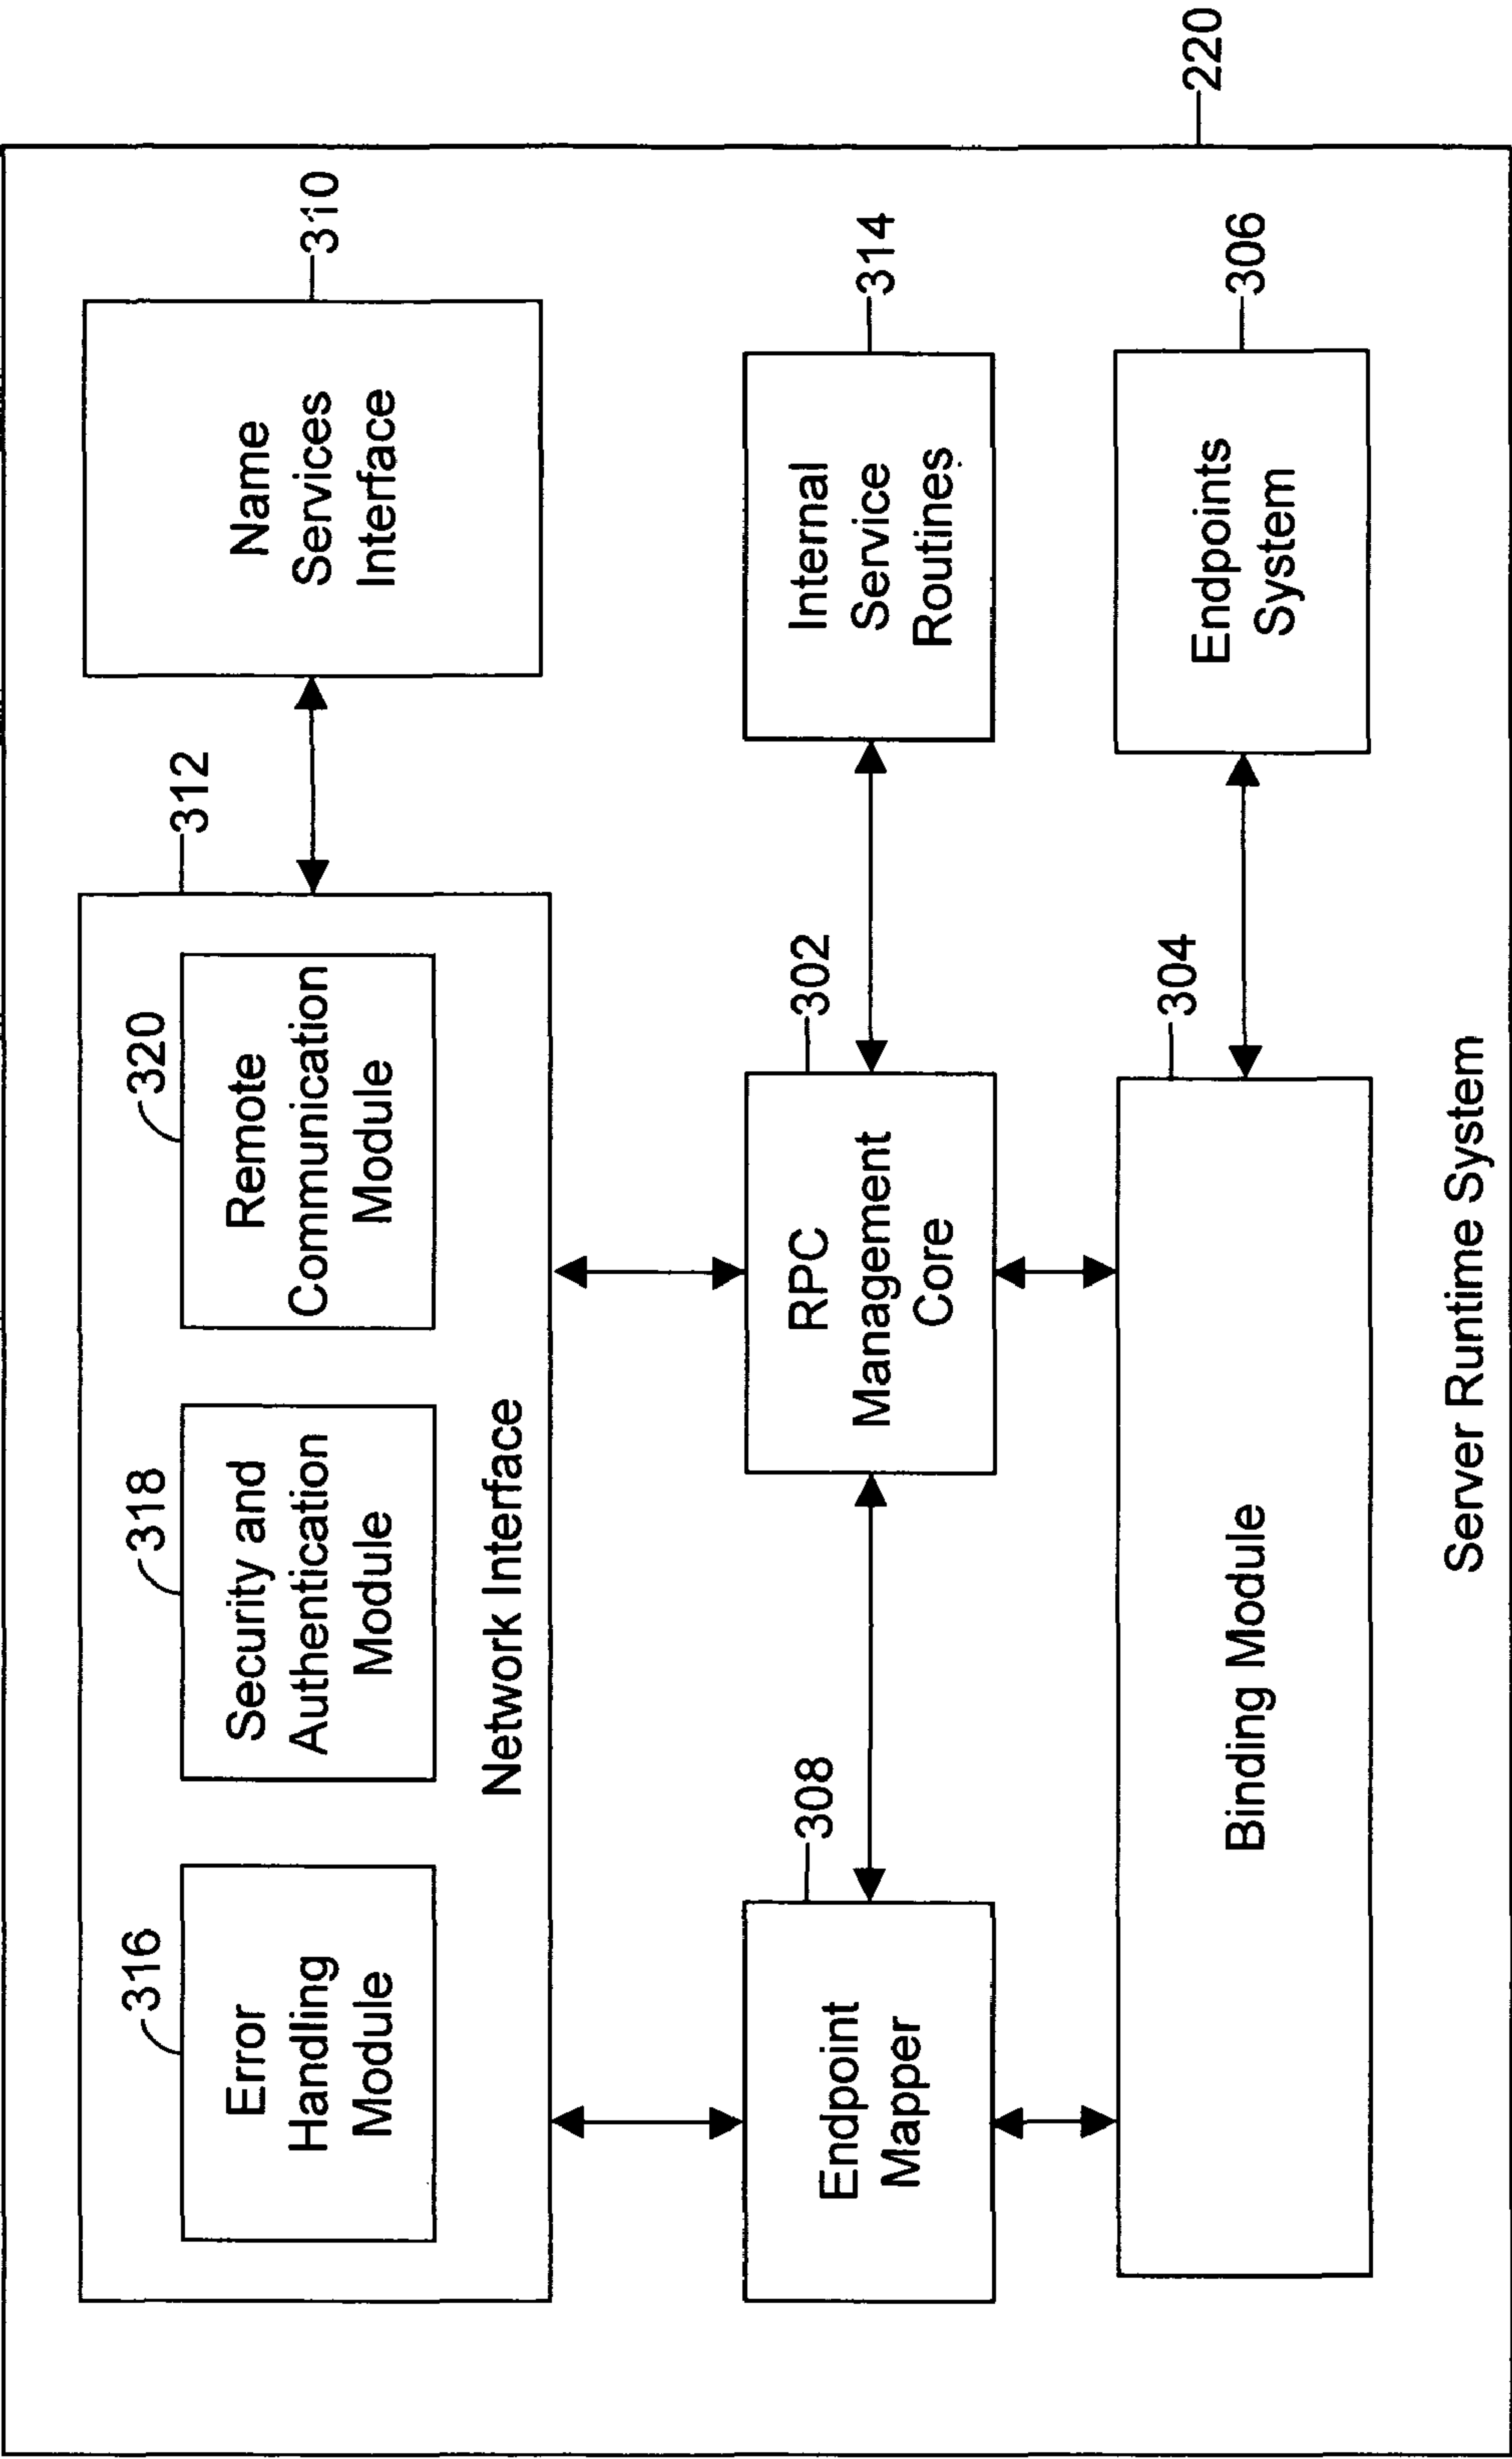 220
312
310
316
318
320
Error
Handling
Module
Security and
Authentication
Module
Remote
Communication
Module
Network Interface
Name
Services
Interface
308
302
314
Endpoint
Mapper
RPC
Management
Core
Internal
Service
Routines
304
306
Binding Module
Endpoints
System
Server Runtime System